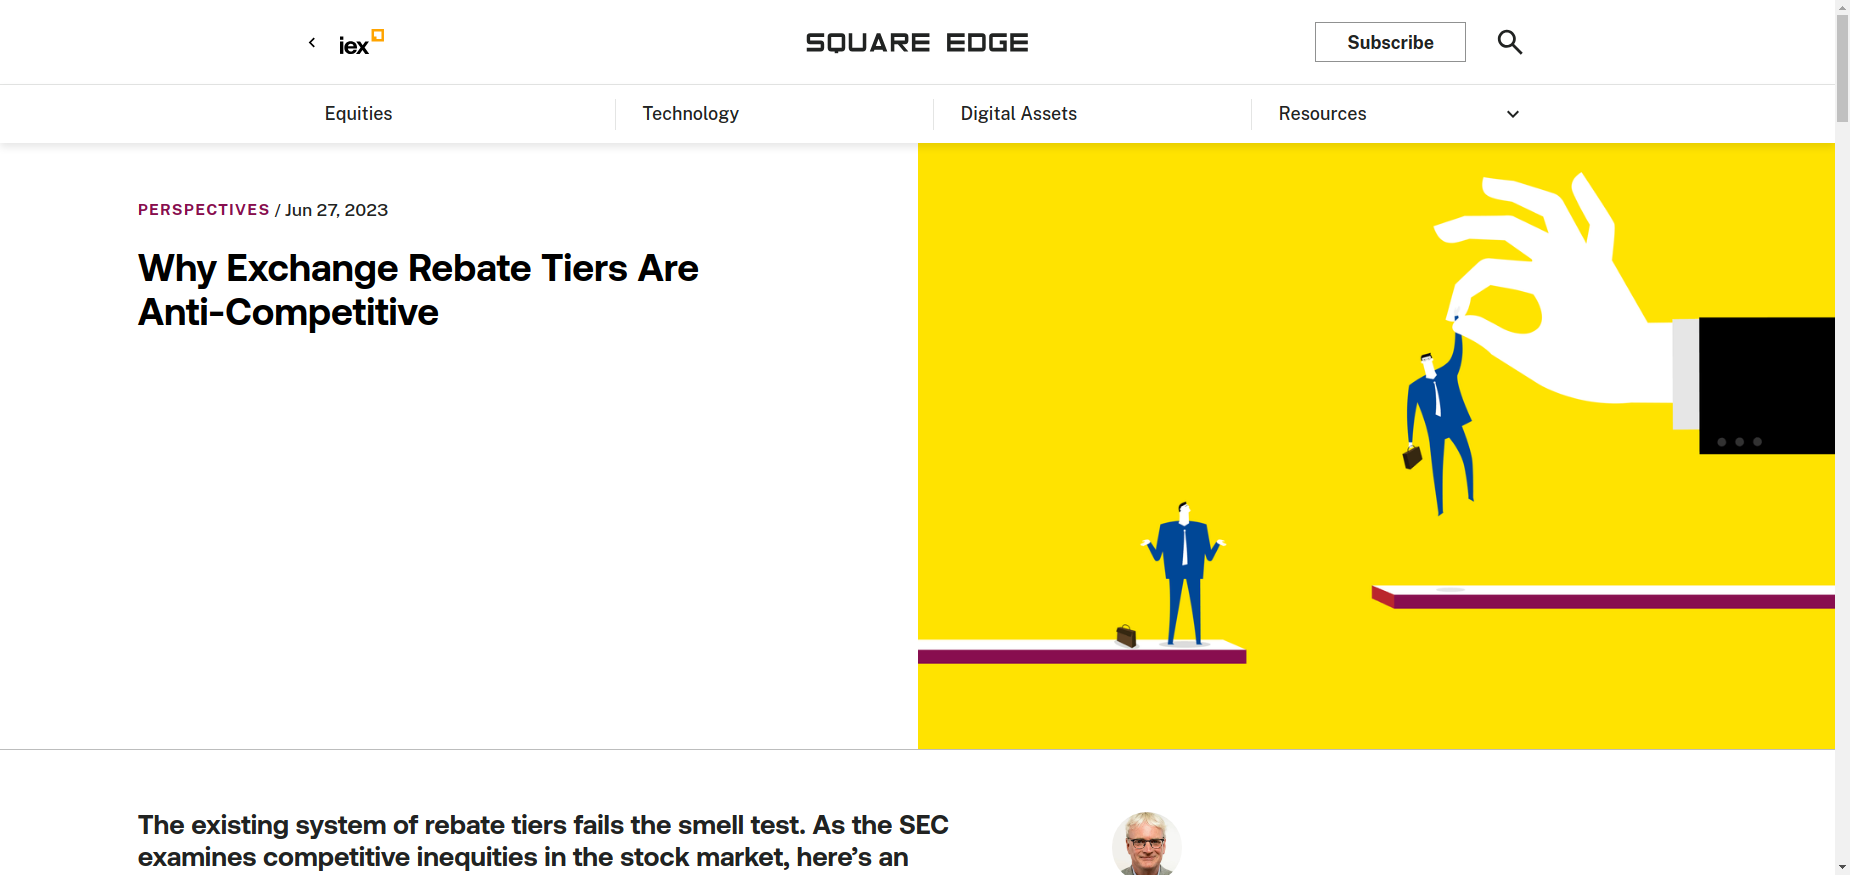 iex
SQUARE EDGE
Subscribe
Equities
Technology
Digital Assets
Resources
PERSPECTIVES / Jun 27, 2023
Why Exchange Rebate Tiers Are
Anti-Competitive
The existing system of rebate tiers fails the smell test. As the SEC
examines competitive inequities in the stock market, here’s an